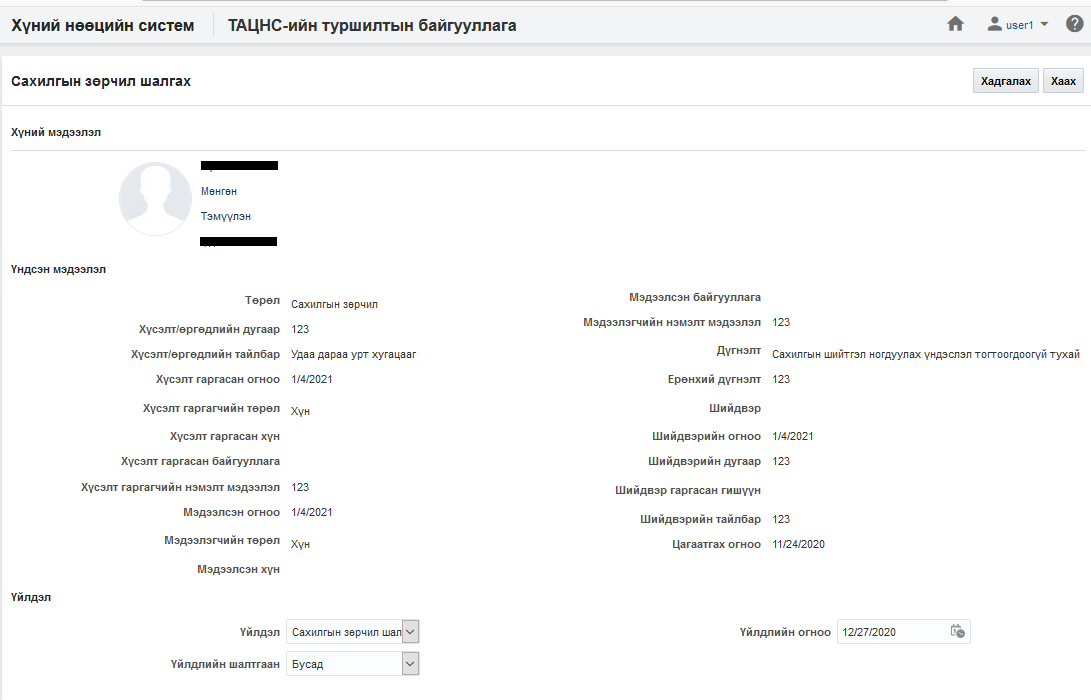 Хүний нөөцийн систем
ТАЦНС-ийн туршилтын байгууллага
user1
Сахилгын зөрчил шалгах
Хадгалах
Хаах
Хүний мэдээлэл
Мөнгөн
Тэмүүлэн
Үндсэн мэдээлэл
Төрөл Сахилгын зөрчил
Хүсэлт/өргөдлийн дугаар 123
Хүсэлт/өргөдлийн тайлбар Удаа дараа урт хугацааг
Хүсэлт гаргасан огноо 1/4/2021
Хүсэлт гаргагчийн төрөл Хүн
Хүсэлт гаргасан хүн
Хүсэлт гаргасан байгууллага
Хүсэлт гаргагчийн нэмэлт мэдээлэл 123
Мэдээлсэн огноо 1/4/2021
Мэдээлэгчийн төрөл Хүн
Мэдээлсэн хүн
Мэдээлсэн байгууллага
Мэдээлэгчийн нэмэлт мэдээлэл 123
Дүгнэлт Сахилгын шийтгэл ногдуулах үндэслэл тогтоогдоогүй тухай
Ерөнхий дүгнэлт 123
Шийдвэр
Шийдвэрийн огноо 1/4/2021
Шийдвэрийн дугаар 123
Шийдвэр гаргасан гишүүн
Шийдвэрийн тайлбар 123
Цагаатгах огноо 11/24/2020
Үйлдэл
Үйлдэл Сахилгын зөрчил шал
Үйлдлийн огноо 12/27/2020
Үйлдлийн шалтгаан Бусад